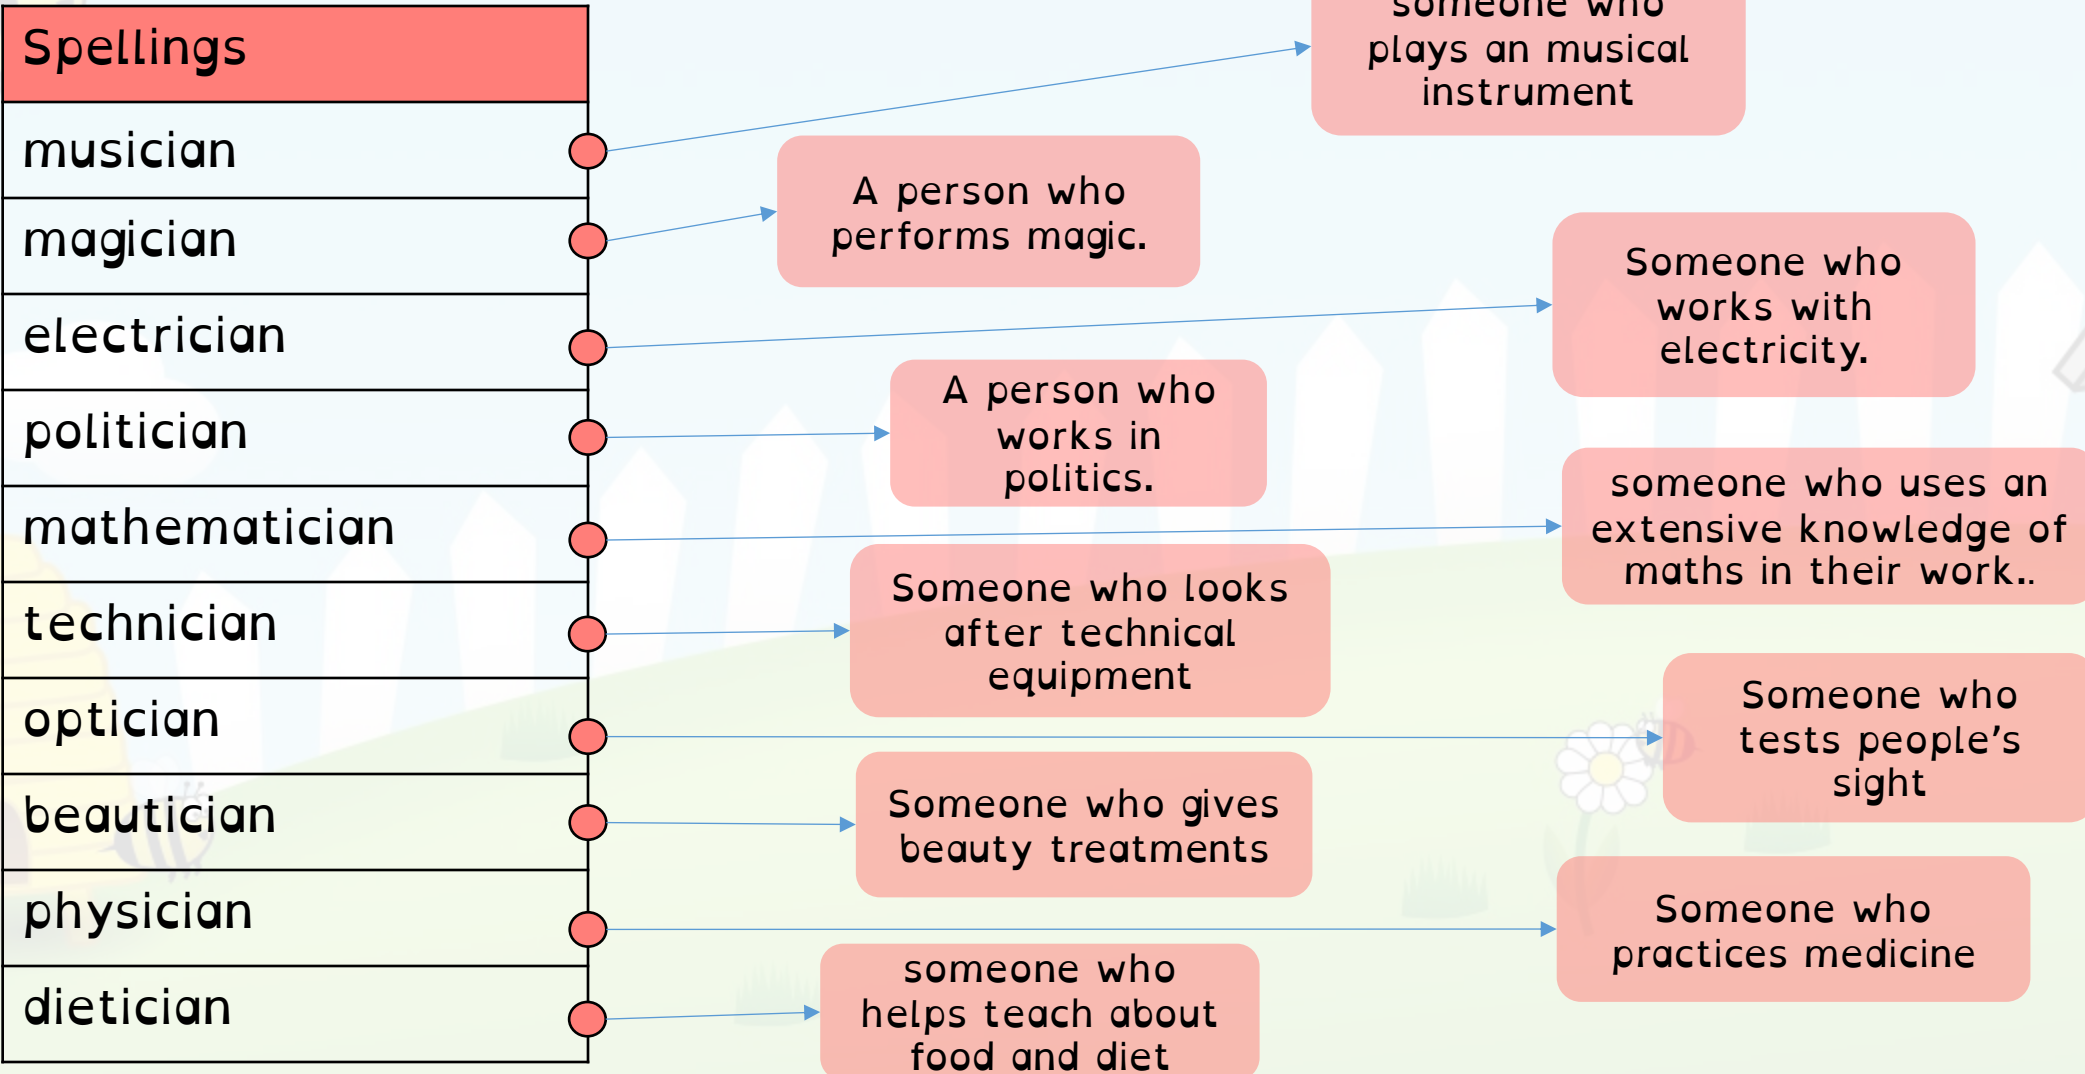 Spellings
musician
someone who
plays an musical
instrument
magician
A person who
performs magic.
electrician
Someone who
works with
electricity.
politician
A person who
works in
politics.
mathematician
someone who uses an
extensive knowledge of
maths in their work..
technician
Someone who looks
after technical
equipment
optician
Someone who
tests people’s
sight
beautician
Someone who gives
beauty treatments
physician
Someone who
practices medicine
dietician
someone who
helps teach about
food and diet